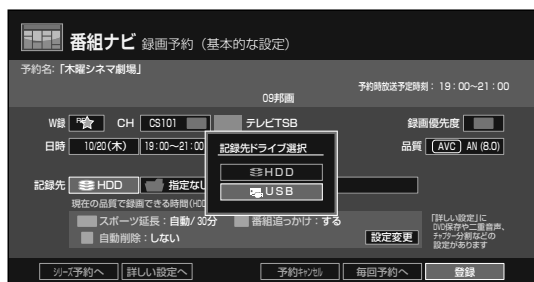 番組ナビ 録画予約（基本的な設定）
予約名:「木曜シネマ劇場」
予約時放送予定時刻：19：00～21：00
09邦画
W録 RE CH CS101 テレビTSB 録画優先度
日時 10/20(木) 19:00～21:00 品質 AVC AN (8.0)
記録先ドライブ選択
HDD
USB
記録先 HDD 指定なし
現在の品質で録画できる時間(HDD
スポーツ延長：自動/30分 番組追っかけ：する
自動削除：しない 設定変更
「詳しい設定」に
DVD保存や二重音声、
チャプター分割などの
設定があります
シリーズ予約へ 詳しい設定へ 予約キャンセル 毎回予約へ 登録